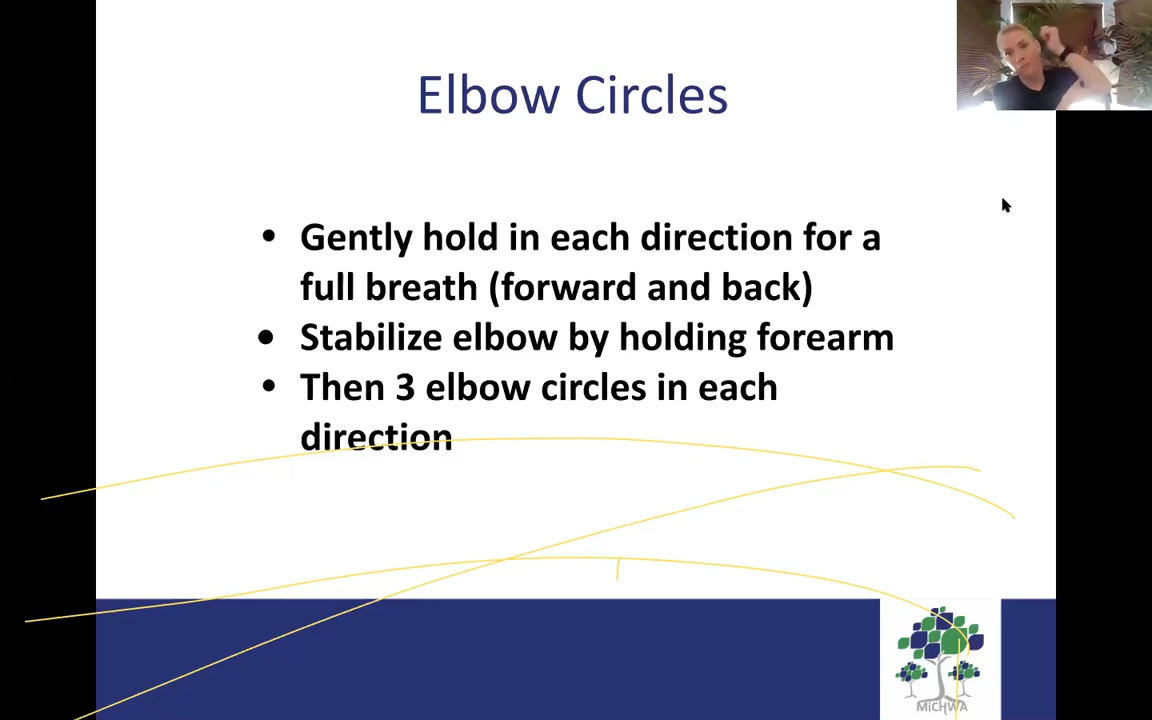 Elbow Circles
• Gently hold in each direction for a
full breath (forward and back)
• Stabilize elbow by holding forearm
• Then 3 elbow circles in each
direction
MiCHWA